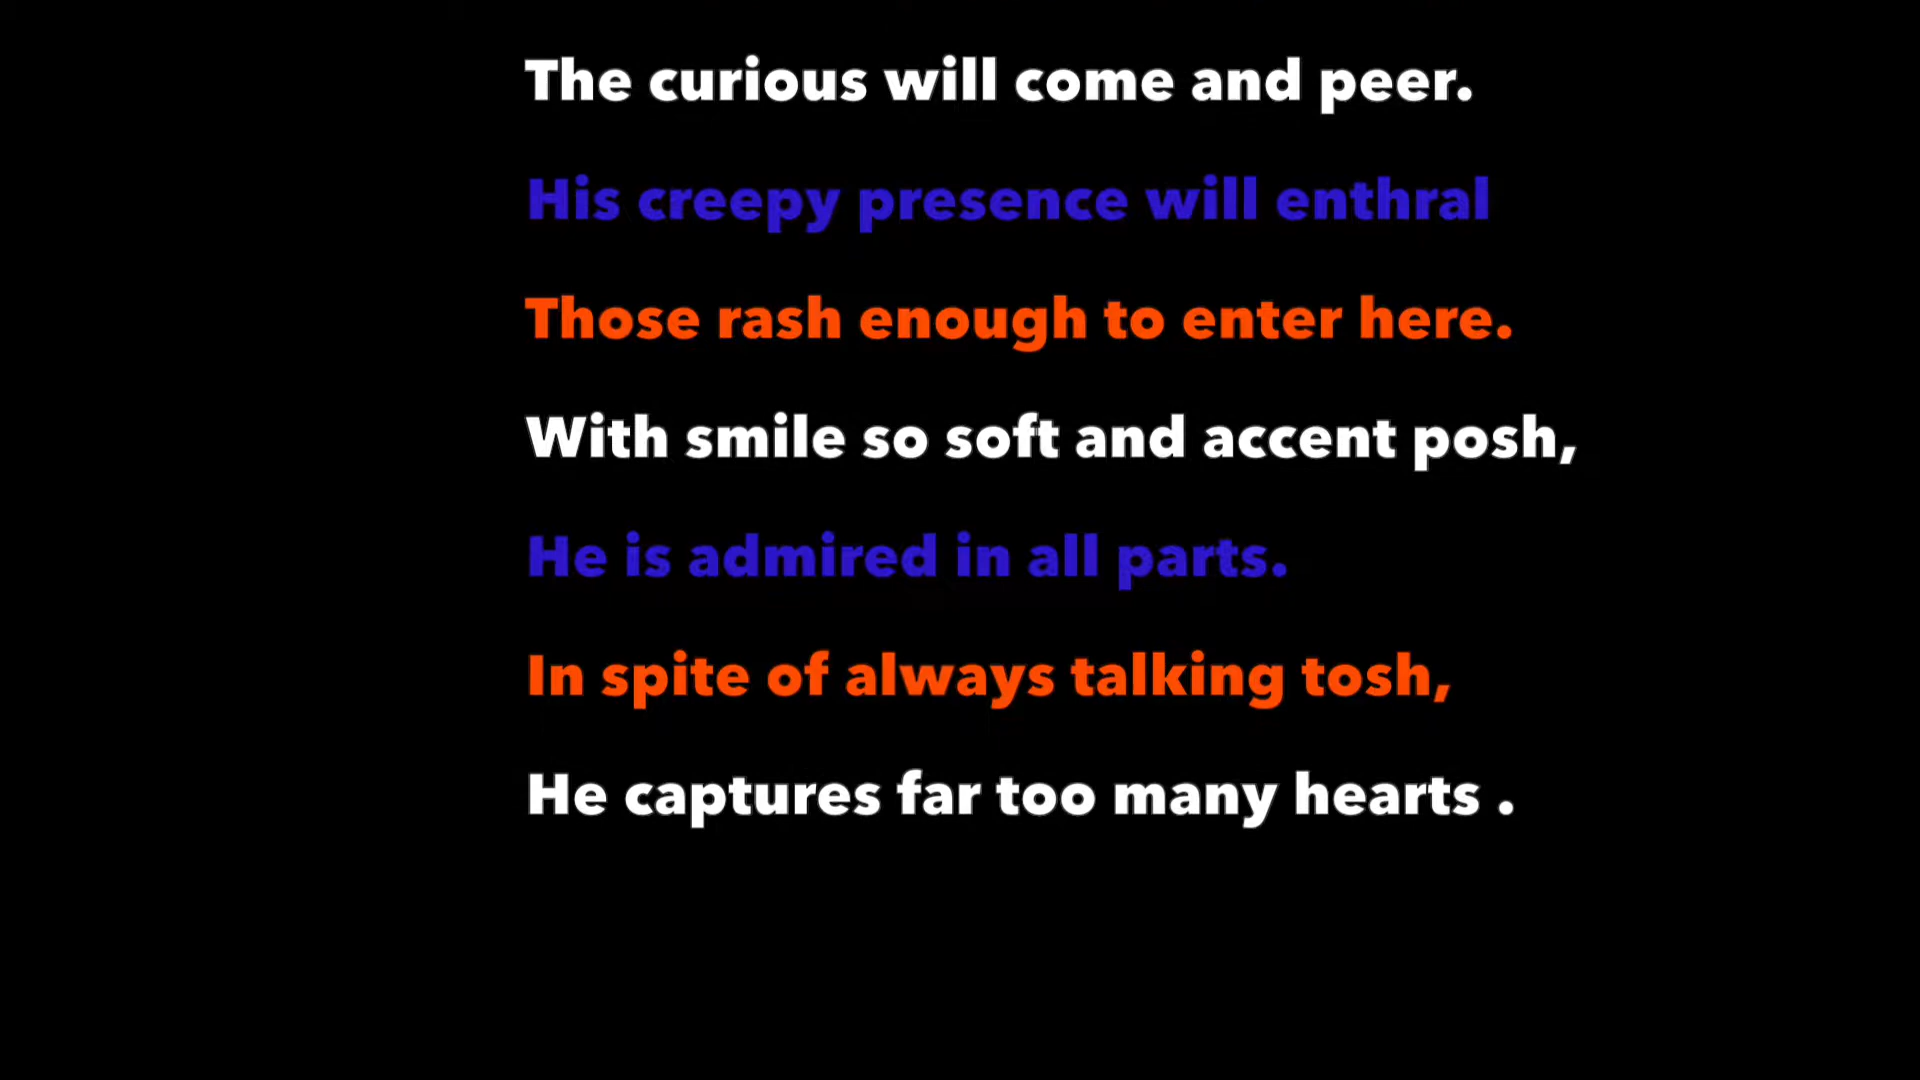 The curious will come and peer.
His creepy presence will enthral
Those rash enough to enter here.
With smile so soft and accent posh,
He is admired in all parts.
In spite of always talking tosh,
He captures far too many hearts .